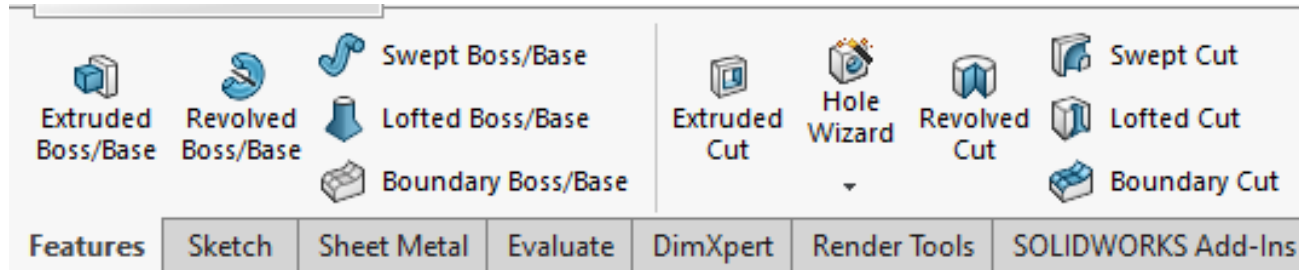 Extruded
Boss/Base
Revolved
Boss/Base
Swept Boss/Base
Lofted Boss/Base
Boundary Boss/Base
Extruded
Cut
Hole
Wizard
Revolved
Cut
Swept Cut
Lofted Cut
Boundary Cut
Features
Sketch
Sheet Metal
Evaluate
DimXpert
Render Tools
SOLIDWORKS Add-Ins